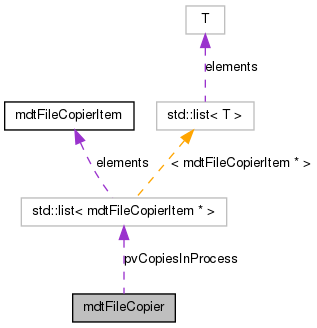 T
elements
mdtFileCopierItem
std::list< T >
elements
< mdtFileCopierItem * >
std::list< mdtFileCopierItem * >
pvCopiesInProcess
mdtFileCopier